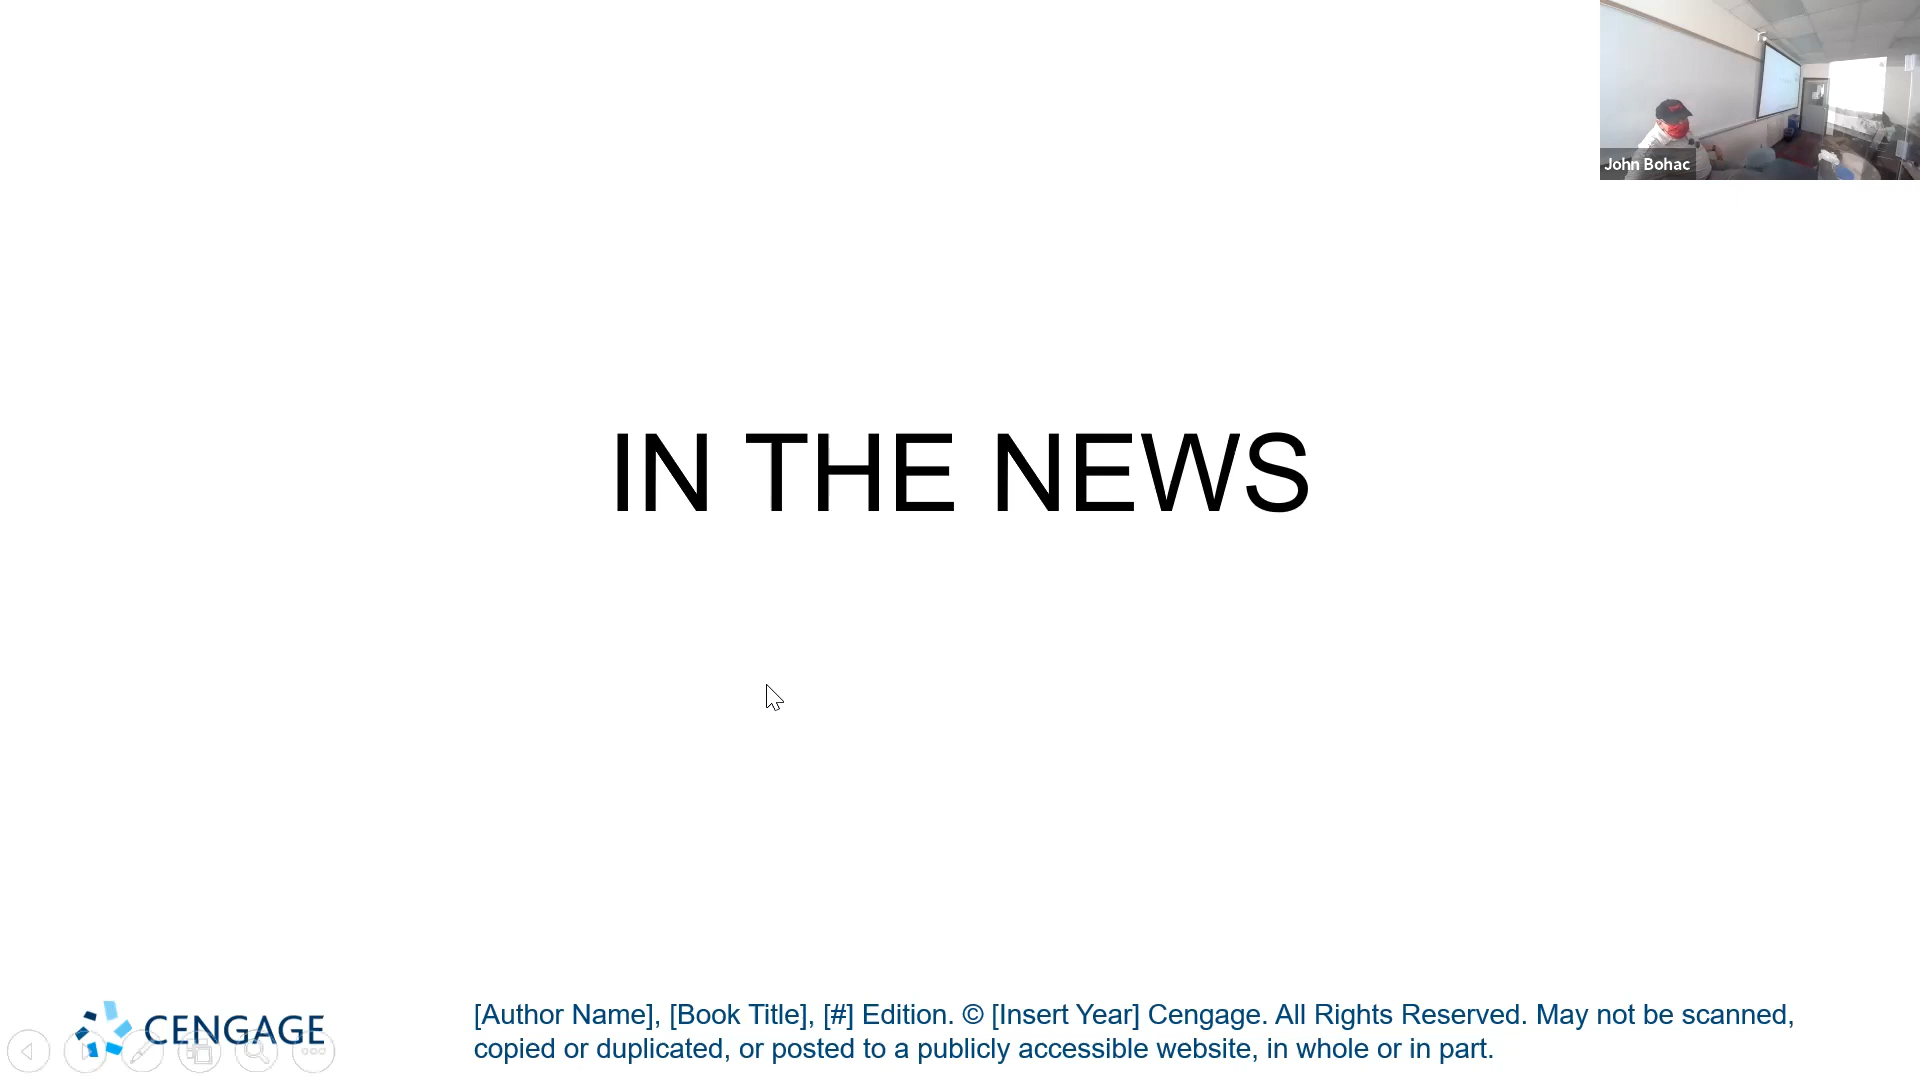 John Bohac
IN THE NEWS
CENGAGE
[Author Name], [Book Title], [#] Edition. © [Insert Year] Cengage. All Rights Reserved. May not be scanned,
copied or duplicated, or posted to a publicly accessible website, in whole or in part.